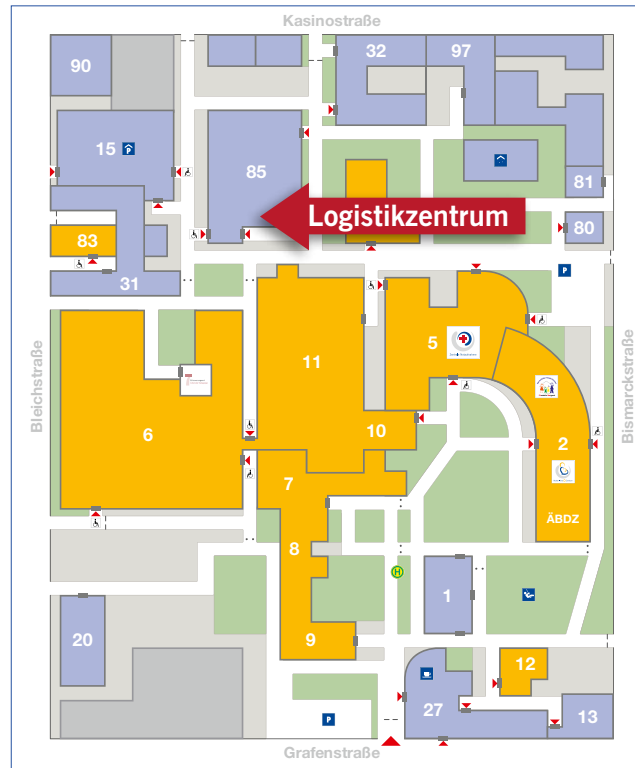 Kasinostraße
90
32
97
15
P
85
81
Logistikzentrum
80
83
31
P
5
11
Bleichstraße
Bismarckstraße
6
10
2
7
ÄBDZ
8
H
1
20
9
12
27
13
P
Grafenstraße